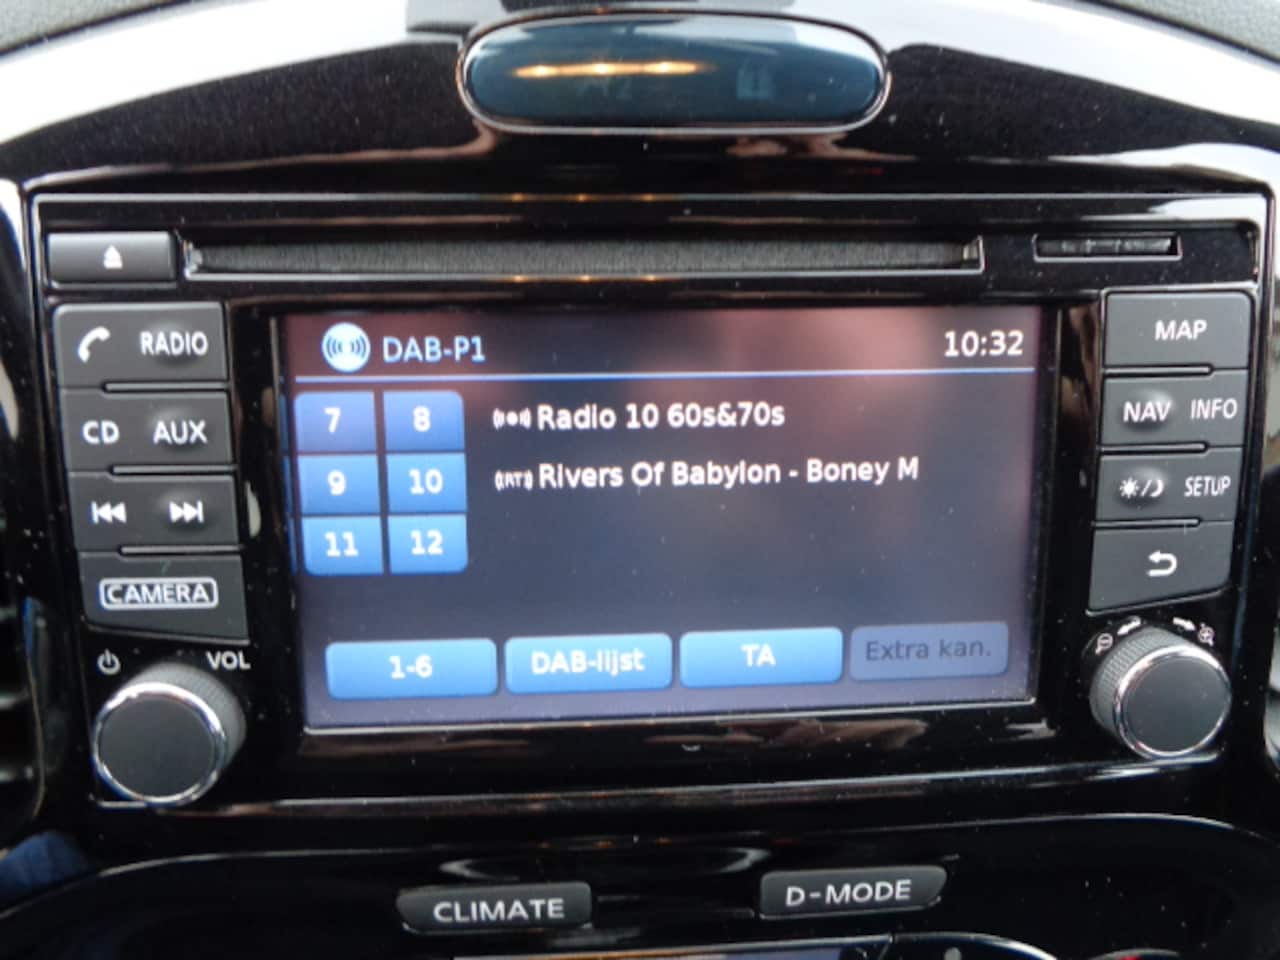 DAB-P1 10:32
7 8 Radio 10 60s&70s
9 10 (RT) Rivers Of Babylon - Boney M
11 12
1-6 DAB-lijst TA Extra kan.
RADIO
CD AUX
CAMERA
VOL
MAP
NAV INFO
SETUP
CLIMATE D-MODE